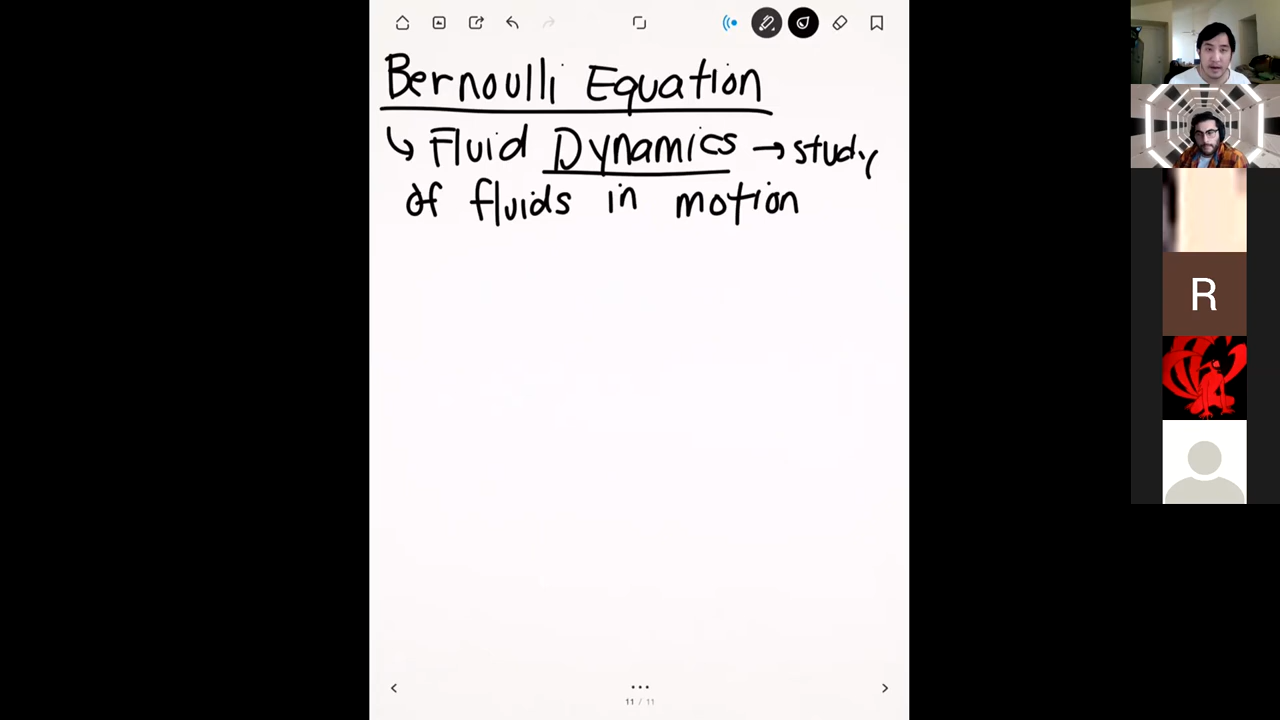 Bernoulli Equation
↳ Fluid Dynamics → study
of fluids in motion
R
11 / 11